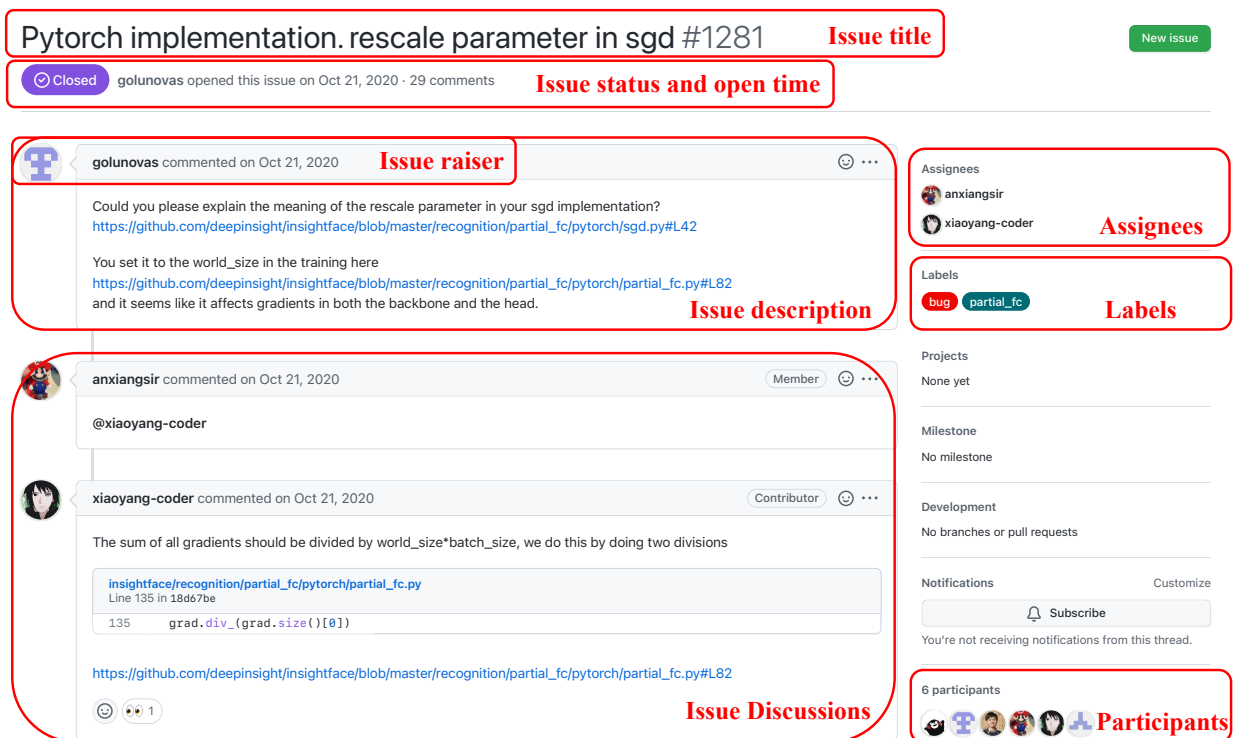 Pytorch implementation. rescale parameter in sgd #1281
Issue title
New issue
Closed
golunovas opened this issue on Oct 21, 2020 · 29 comments
Issue status and open time
golunovas commented on Oct 21, 2020
Issue raiser
Could you please explain the meaning of the rescale parameter in your sgd implementation?
https://github.com/deepinsight/insightface/blob/master/recognition/partial_fc/pytorch/sgd.py#L42
You set it to the world_size in the training here
https://github.com/deepinsight/insightface/blob/master/recognition/partial_fc/pytorch/partial_fc.py#L82
and it seems like it affects gradients in both the backbone and the head.
Issue description
anxiangsir commented on Oct 21, 2020
Member
@xiaoyang-coder
xiaoyang-coder commented on Oct 21, 2020
Contributor
The sum of all gradients should be divided by world_size*batch_size, we do this by doing two divisions
insightface/recognition/partial_fc/pytorch/partial_fc.py
Line 135 in 18d67be
135 grad.div_(grad.size()[0])
https://github.com/deepinsight/insightface/blob/master/recognition/partial_fc/pytorch/partial_fc.py#L82
1
Issue Discussions
Assignees
anxiangsir
xiaoyang-coder
Assignees
Labels
bug
partial_fc
Labels
Projects
None yet
Milestone
No milestone
Development
No branches or pull requests
Notifications
Customize
Subscribe
You're not receiving notifications from this thread.
6 participants
Participants